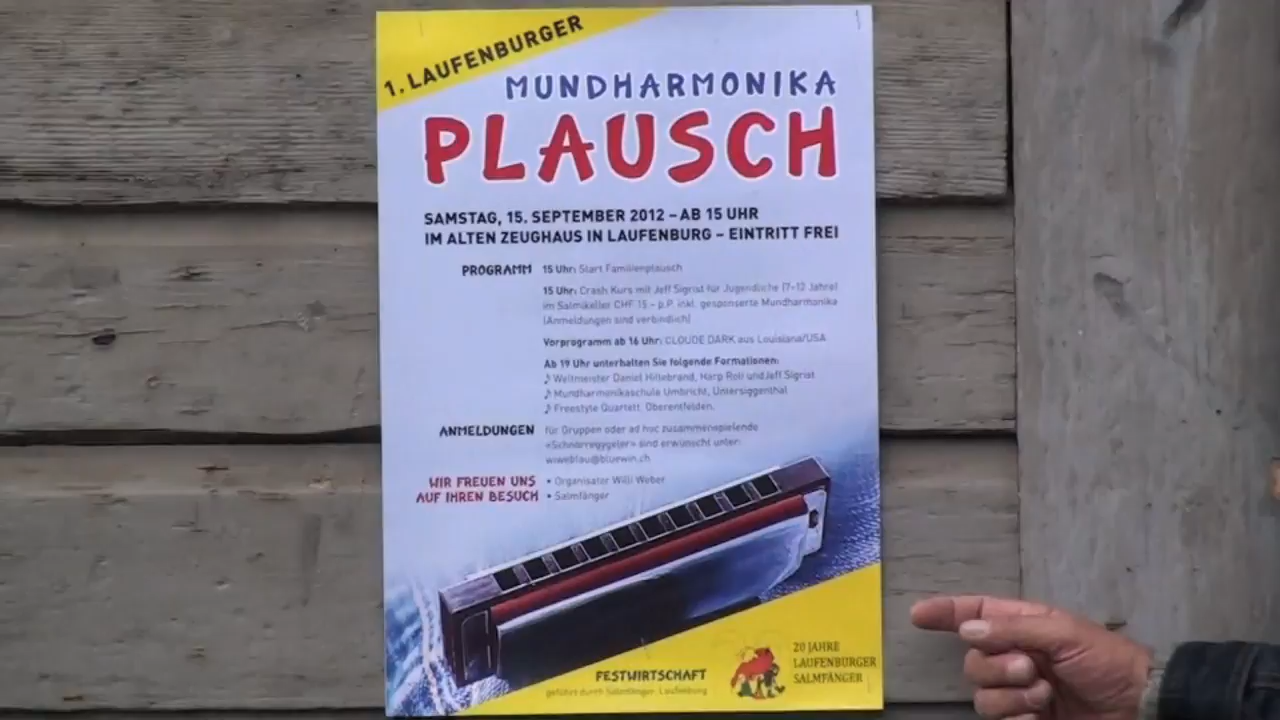 1. LAUFENBURGER
MUNDHARMONIKA
PLAUSCH
SAMSTAG, 15. SEPTEMBER 2012 – AB 15 UHR
IM ALTEN ZEUGHAUS IN LAUFENBURG – EINTRITT FREI
PROGRAMM 15 Uhr: Start Familienplausch
15 Uhr: Crash Kurs mit Jeff Sigrist für Jugendliche (7-12 Jahre)
im Salmikeller CHF 15 – p.P. inkl. gesponserte Mundharmonika
(Anmeldungen sind verbindlich)
Vorprogramm ab 16 Uhr: CLOUDE DARK aus Louisiana/USA
Ab 19 Uhr unterhalten Sie folgende Formationen:
♪ Weltmeister Daniel Hillebrand, Harp Roli und Jeff Sigrist
♪ Mundharmonikaschule Umbricht, Untersiggenthal
♪ Freestyle Quartett, Oberentfelden.
ANMELDUNGEN für Gruppen oder ad hoc zusammenspielende
«Schnorregygeler» sind erwünscht unter:
wiweblau@bluewin.ch
WIR FREUEN UNS • Organisator Willi Weber
AUF IHREN BESUCH • Salmfänger
FESTWIRTSCHAFT
geführt durch Salmfänger Laufenburg
20 JAHRE
LAUFENBURGER
SALMFÄNGER